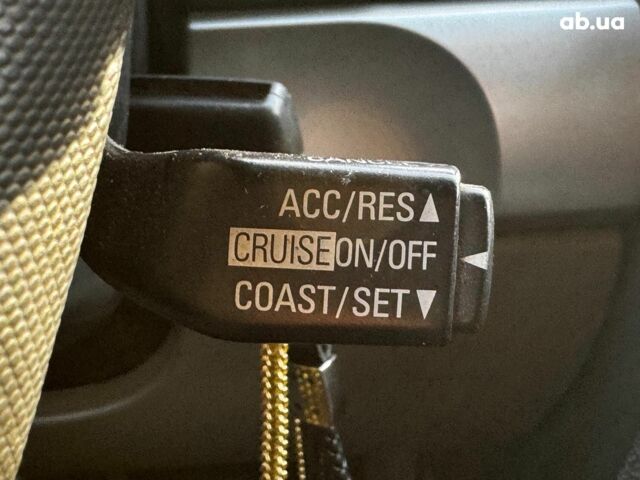 ab.ua
ACC/RES▲
CRUISE ON/OFF ◀
COAST/SET▼